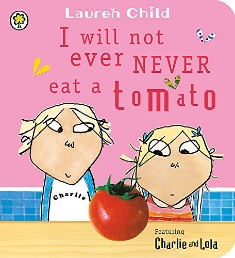 Lauren Child
I will not
ever NEVER
eat a tomato
Charlie
Featuring
Charlie and Lola